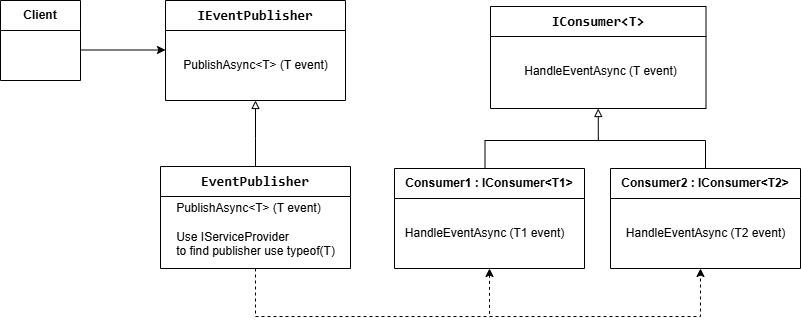 Client
IEventPublisher
PublishAsync<T> (T event)
IConsumer<T>
HandleEventAsync (T event)
EventPublisher
PublishAsync<T> (T event)
Use IServiceProvider
to find publisher use typeof(T)
Consumer1 : IConsumer<T1>
HandleEventAsync (T1 event)
Consumer2 : IConsumer<T2>
HandleEventAsync (T2 event)